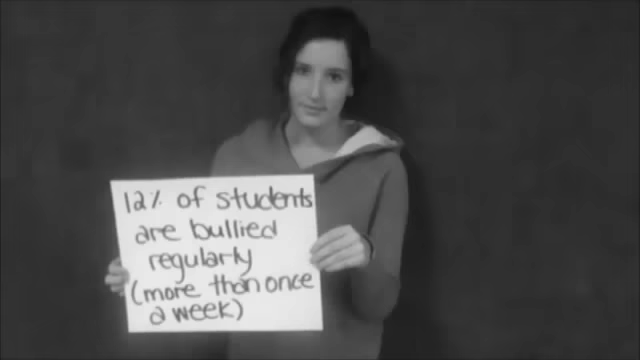 12% of students
are bullied
regularly
(more than once
a week)